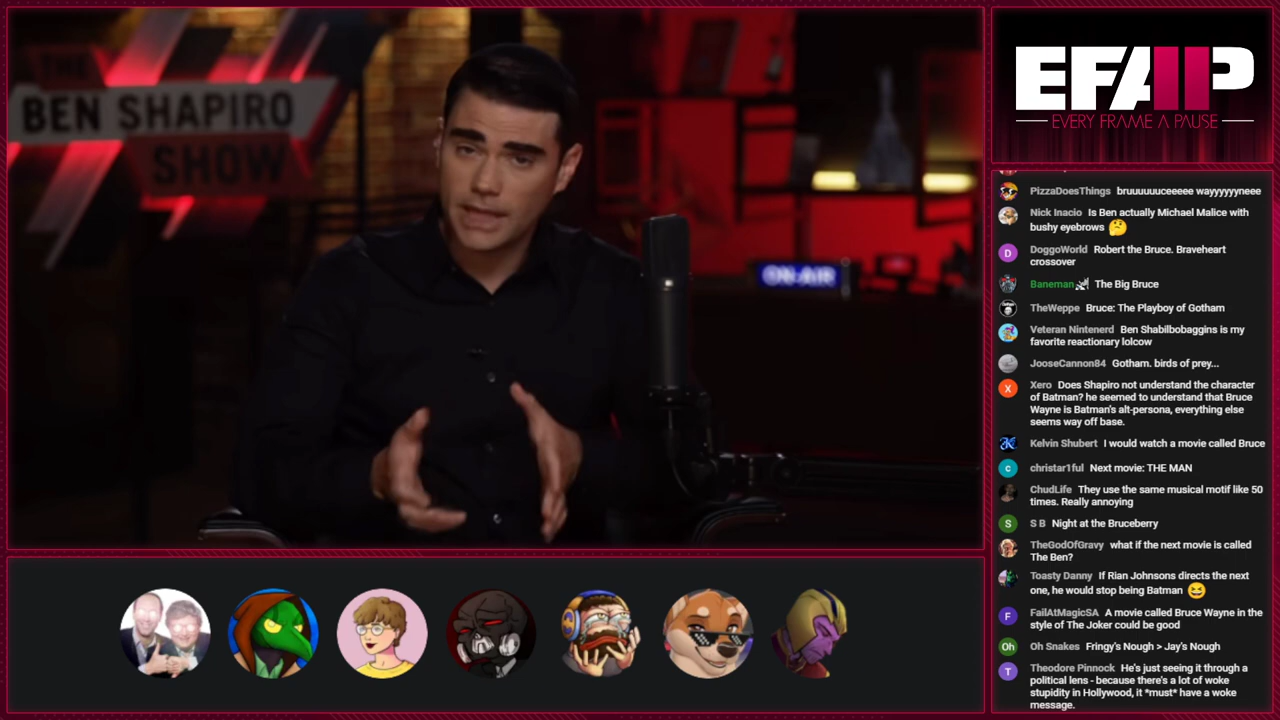 THE
BEN SHAPIRO
SHOW
ON-AIR
EFAP
EVERY FRAME A PAUSE
PizzaDoesThings bruuuuuuceeeee wayyyyyneee
Nick Inacio Is Ben actually Michael Malice with
bushy eyebrows 🤔
D
DoggoWorld Robert the Bruce. Braveheart
crossover
Baneman The Big Bruce
TheWeppe Bruce: The Playboy of Gotham
Veteran Nintenerd Ben Shabilbobaggins is my
favorite reactionary lolcow
JooseCannon84 Gotham. birds of prey...
X
Xero Does Shapiro not understand the character
of Batman? he seemed to understand that Bruce
Wayne is Batman's alt-persona, everything else
seems way off base.
Kelvin Shubert I would watch a movie called Bruce
c
christar1ful Next movie: THE MAN
ChudLife They use the same musical motif like 50
times. Really annoying
S
S B Night at the Bruceberry
TheGodOfGravy what if the next movie is called
The Ben?
Toasty Danny If Rian Johnsons directs the next
one, he would stop being Batman 😆
F
FailAtMagicSA A movie called Bruce Wayne in the
style of The Joker could be good
Oh
Oh Snakes Fringy's Nough > Jay's Nough
T
Theodore Pinnock He's just seeing it through a
political lens - because there's a lot of woke
stupidity in Hollywood, it *must* have a woke
message.